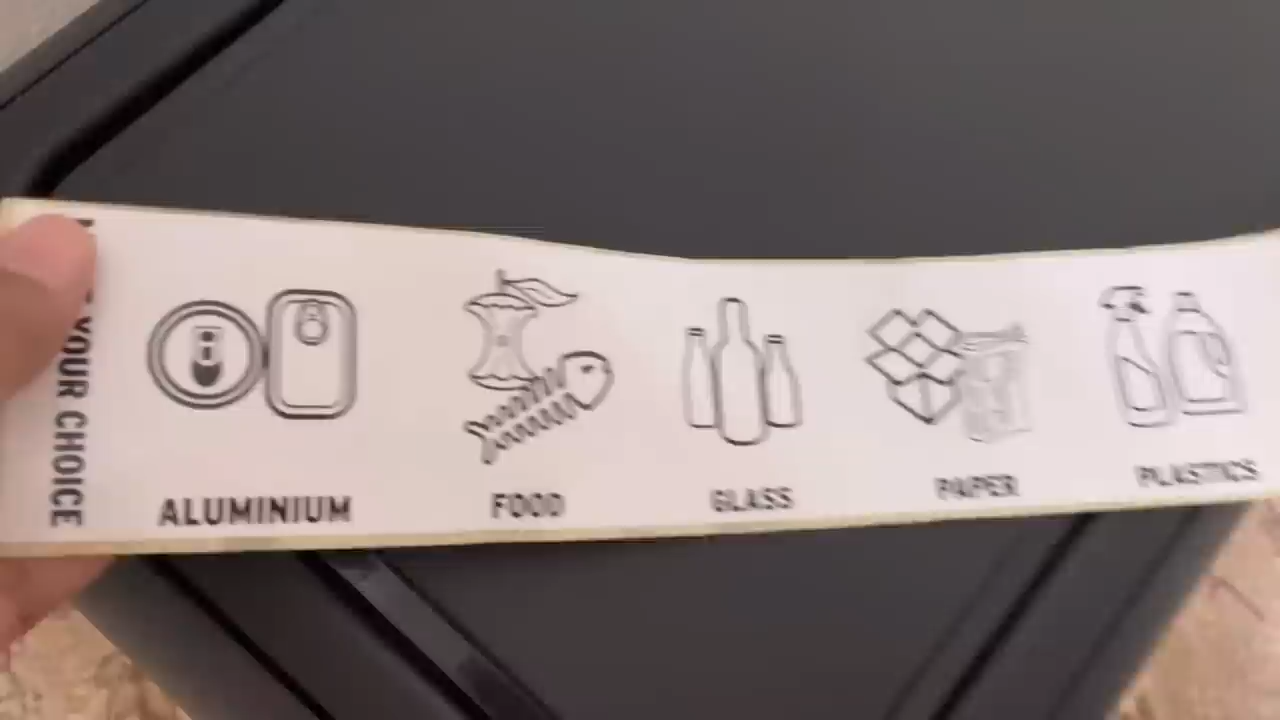 YOUR CHOICE
ALUMINIUM
FOOD
GLASS
PAPER
PLASTICS